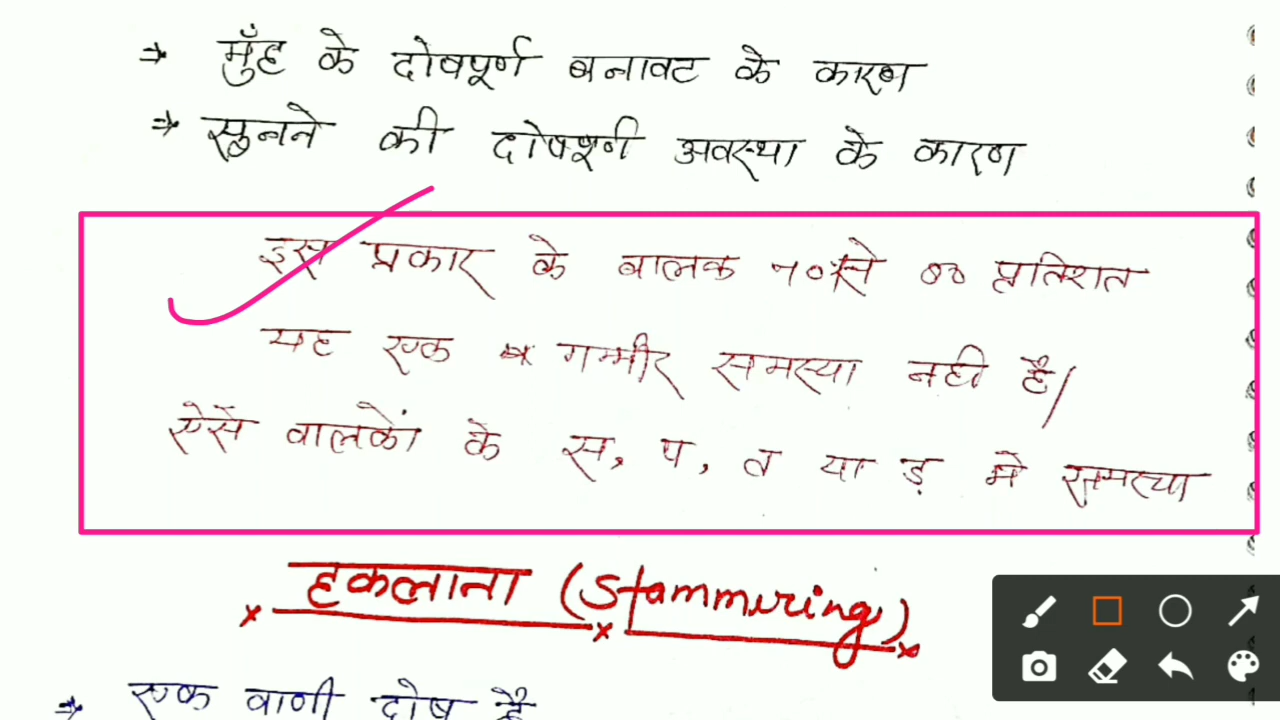 ⇒ मुँह के दोषपूर्ण बनावट के कारण
⇒ सुनने की दोषपूर्ण अवस्था के कारण
इस प्रकार के बालक प्रतिशत
यह एक गम्भीर समस्या नही है।
ऐसे बालकों के स, प, त या ड़ मे समस्या
हकलाना (Stammering)
⇒ एक वाणी दोष है